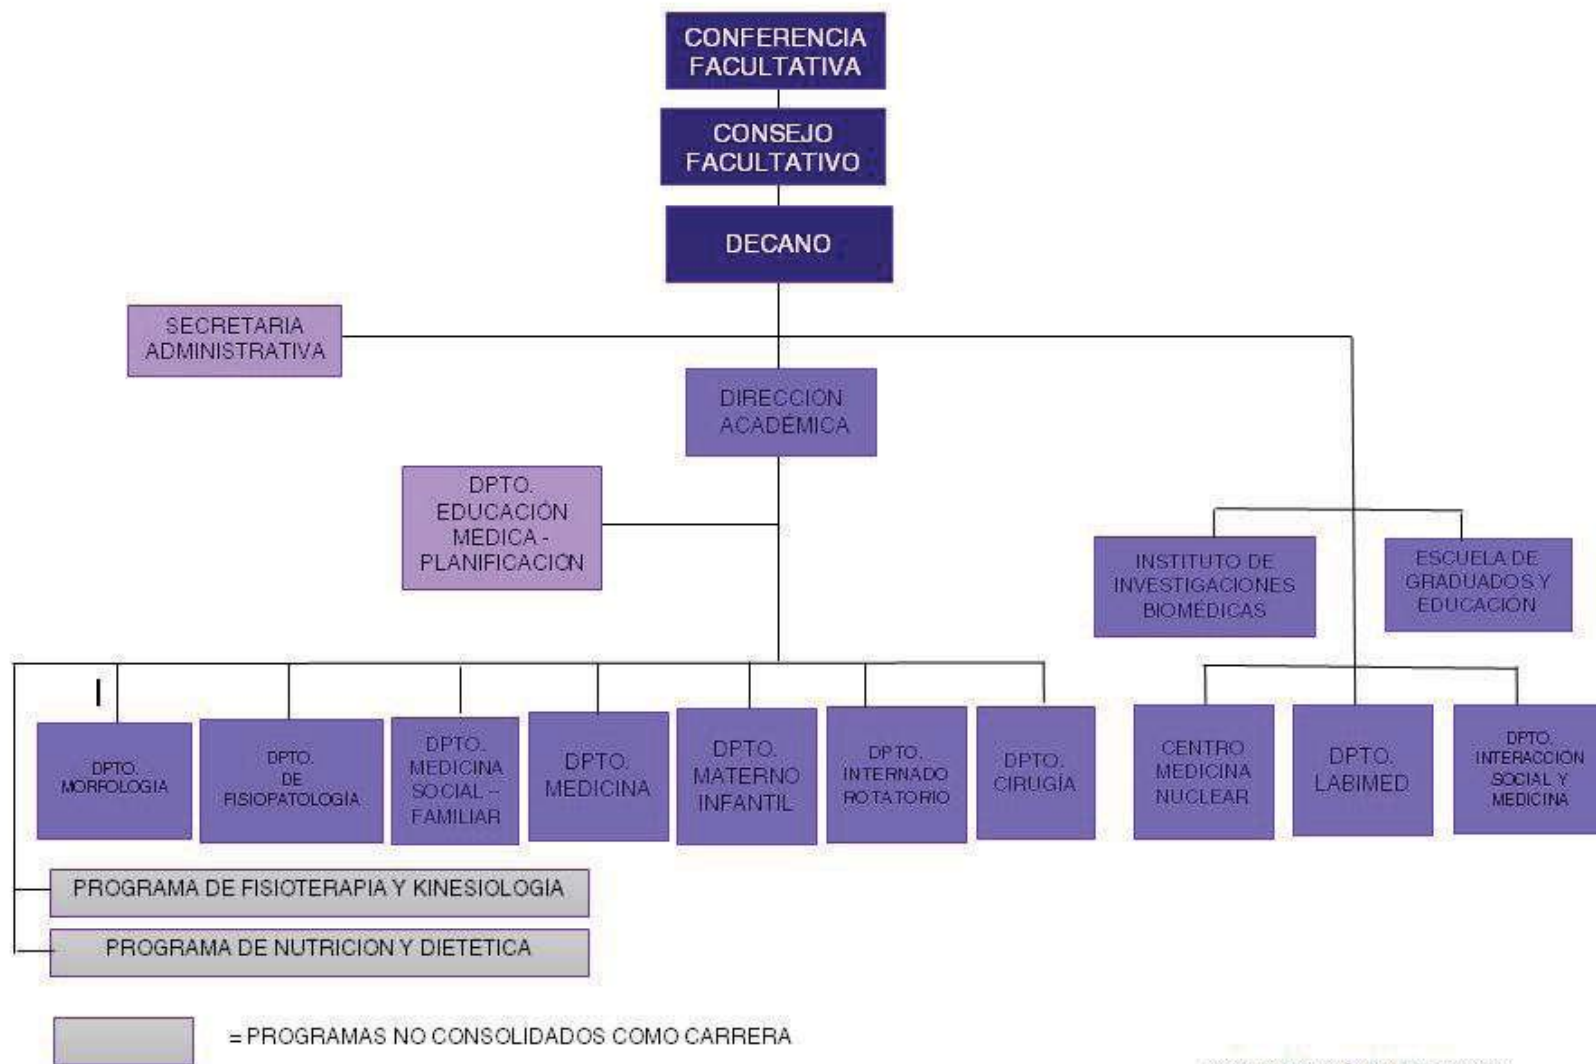 CONFERENCIA
FACULTATIVA
CONSEJO
FACULTATIVO
DECANO
SECRETARIA
ADMINISTRATIVA
DIRECCION
ACADÉMICA
DPTO.
EDUCACIÓN
MEDICA -
PLANIFICACIÓN
INSTITUTO DE
INVESTIGACIONES
BIOMÉDICAS
ESCUELA DE
GRADUADOS Y
EDUCACIÓN
DPTO.
MORFOLOGIA
DPTO.
DE
FISIOPATOLOGÍA
DPTO.
MEDICINA
SOCIAL –
FAMILIAR
DPTO.
MEDICINA
DPTO.
MATERNO
INFANTIL
DPTO.
INTERNADO
ROTATORIO
DPTO.
CIRUGÍA
CENTRO
MEDICINA
NUCLEAR
DPTO.
LABIMED
DPTO.
INTERACCION
SOCIAL Y
MEDICINA
PROGRAMA DE FISIOTERAPIA Y KINESIOLOGÍA
PROGRAMA DE NUTRICION Y DIETETICA
= PROGRAMAS NO CONSOLIDADOS COMO CARRERA